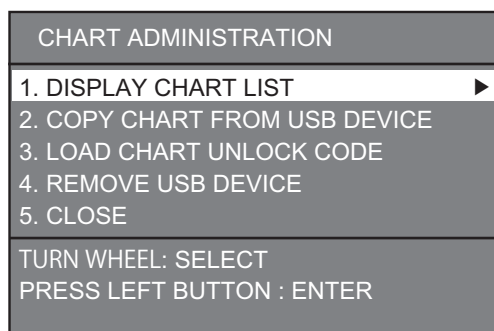 CHART ADMINISTRATION
1. DISPLAY CHART LIST
2. COPY CHART FROM USB DEVICE
3. LOAD CHART UNLOCK CODE
4. REMOVE USB DEVICE
5. CLOSE
TURN WHEEL: SELECT
PRESS LEFT BUTTON : ENTER